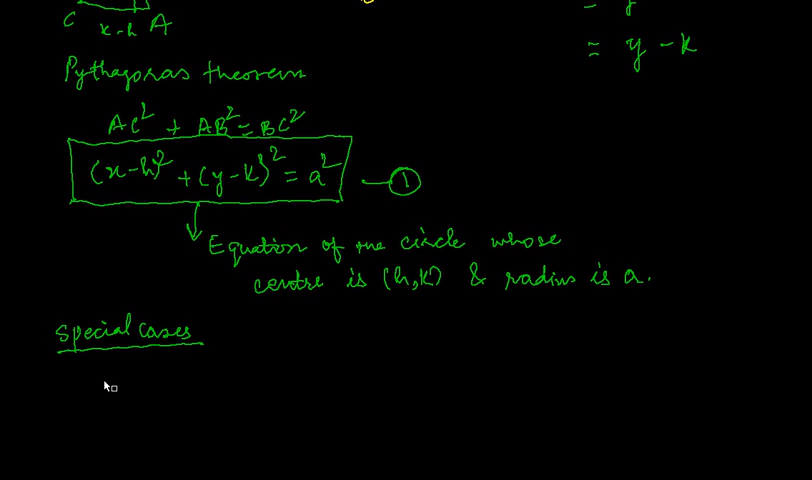 C x-h A
= y - k
Pythagoras theorem
AC² + AB² = BC²
(x-h)² + (y-k)² = a² — ①
Equation of the circle whose
centre is (h,k) & radius is a.
Special cases